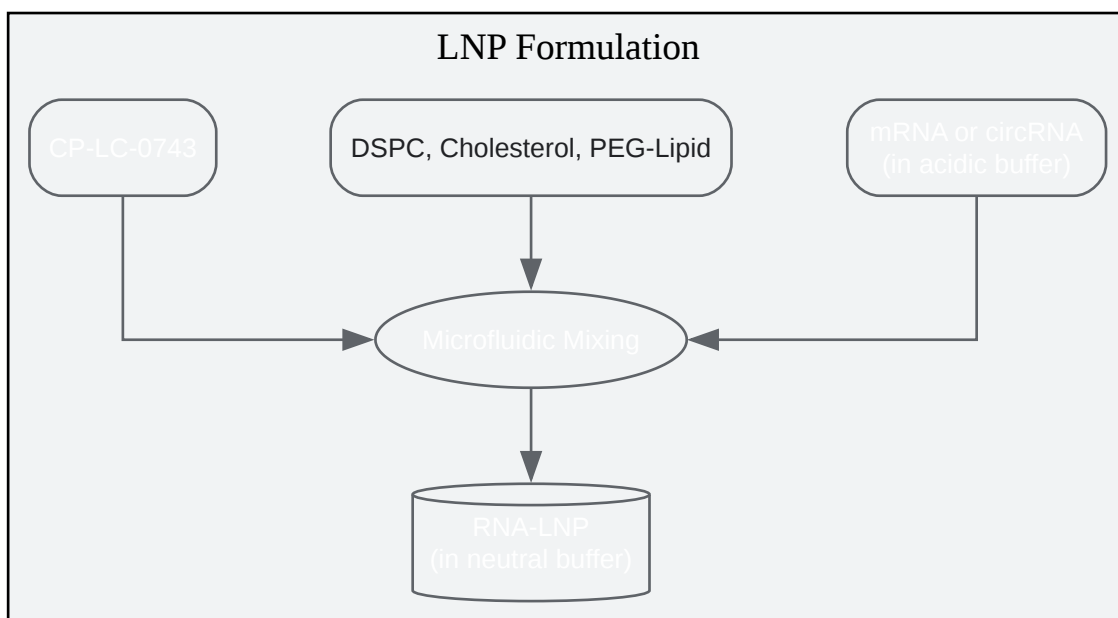 LNP Formulation
CP-LC-0743
DSPC, Cholesterol, PEG-Lipid
mRNA or circRNA
(in acidic buffer)
Microfluidic Mixing
RNA-LNP
(in neutral buffer)